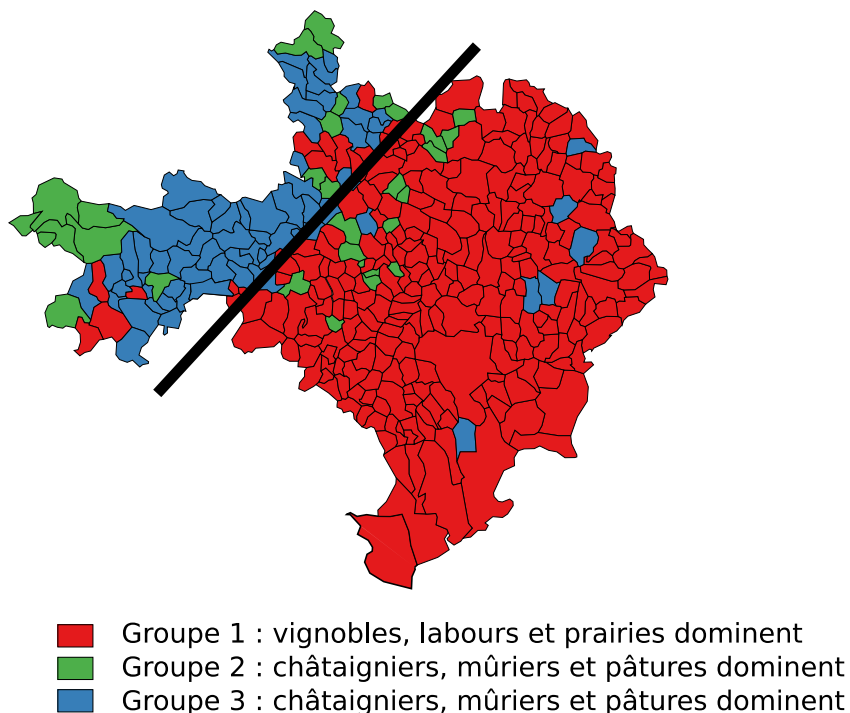 Groupe 1 : vignobles, labours et prairies dominent
Groupe 2 : châtaigniers, mûriers et pâtures dominent
Groupe 3 : châtaigniers, mûriers et pâtures dominent